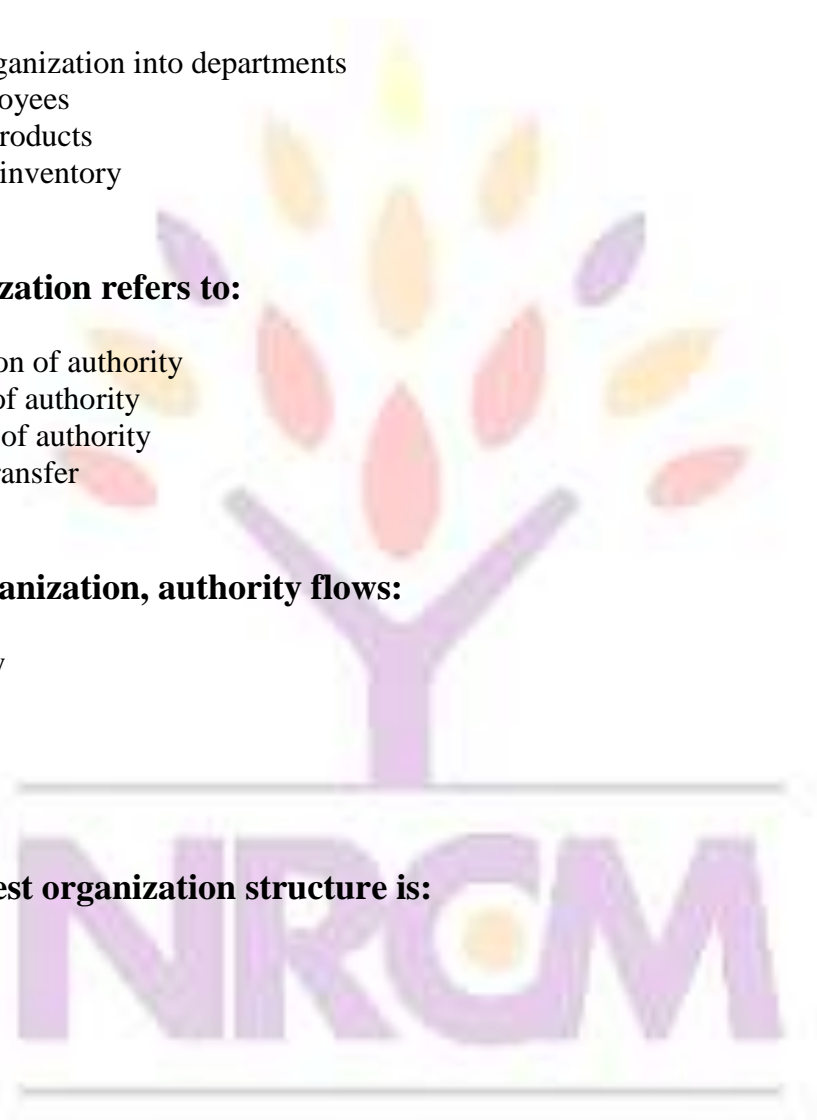 ganization into departments
oyees
roducts
inventory
zation refers to:
on of authority
of authority
of authority
ransfer
anization, authority flows:
y
est organization structure is:
NRCM